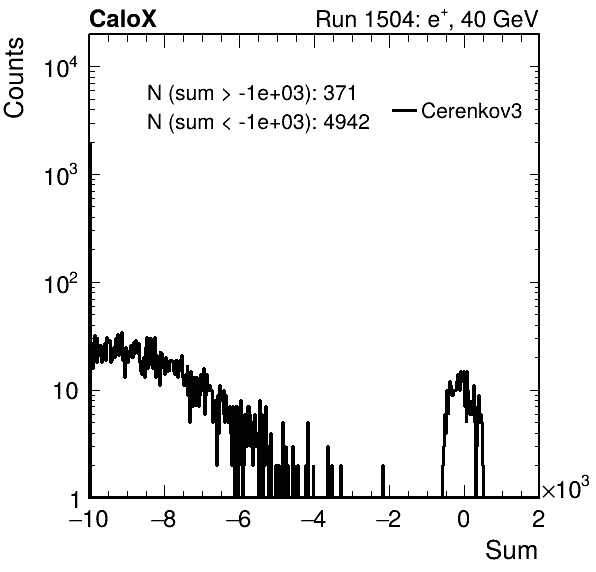 CaloX Run 1504: e⁺, 40 GeV
Counts
N (sum > -1e+03): 371
N (sum < -1e+03): 4942
Cerenkov3
10⁴
10³
10²
10
1
−10 −8 −6 −4 −2 0 2
×10³
Sum